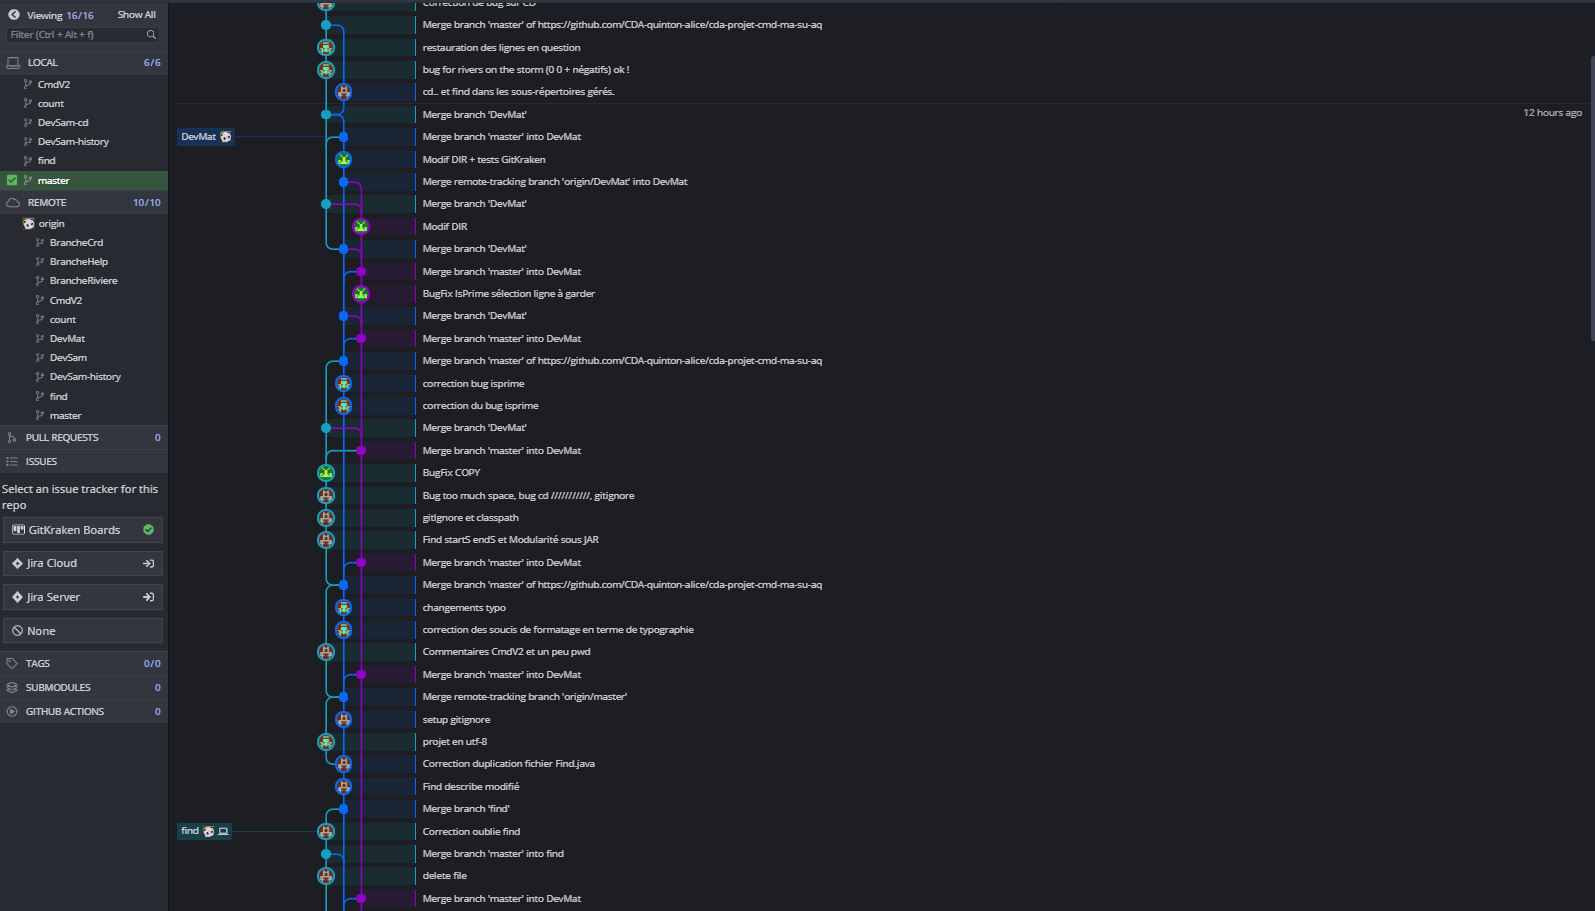 Viewing 16/16 Show All
Filter (Ctrl + Alt + f)
LOCAL 6/6
CmdV2
count
DevSam-cd
DevSam-history
find
master
REMOTE 10/10
origin
BrancheCrd
BrancheHelp
BrancheRiviere
CmdV2
count
DevMat
DevSam
DevSam-history
find
master
PULL REQUESTS 0
ISSUES
Select an issue tracker for this
repo
GitKraken Boards
Jira Cloud
Jira Server
None
TAGS 0/0
SUBMODULES 0
GITHUB ACTIONS 0
DevMat
find
Correction de bug sur CD
Merge branch 'master' of https://github.com/CDA-quinton-alice/cda-projet-cmd-ma-su-aq
restauration des lignes en question
bug for rivers on the storm (0 0 + négatifs) ok !
cd.. et find dans les sous-répertoires gérés.
Merge branch 'DevMat'
12 hours ago
Merge branch 'master' into DevMat
Modif DIR + tests GitKraken
Merge remote-tracking branch 'origin/DevMat' into DevMat
Merge branch 'DevMat'
Modif DIR
Merge branch 'DevMat'
Merge branch 'master' into DevMat
BugFix IsPrime sélection ligne à garder
Merge branch 'DevMat'
Merge branch 'master' into DevMat
Merge branch 'master' of https://github.com/CDA-quinton-alice/cda-projet-cmd-ma-su-aq
correction bug isprime
correction du bug isprime
Merge branch 'DevMat'
Merge branch 'master' into DevMat
BugFix COPY
Bug too much space, bug cd ///////////, gitignore
gitIgnore et classpath
Find startS endS et Modularité sous JAR
Merge branch 'master' into DevMat
Merge branch 'master' of https://github.com/CDA-quinton-alice/cda-projet-cmd-ma-su-aq
changements typo
correction des soucis de formatage en terme de typographie
Commentaires CmdV2 et un peu pwd
Merge branch 'master' into DevMat
Merge remote-tracking branch 'origin/master'
setup gitignore
projet en utf-8
Correction duplication fichier Find.java
Find describe modifié
Merge branch 'find'
Correction oublie find
Merge branch 'master' into find
delete file
Merge branch 'master' into DevMat